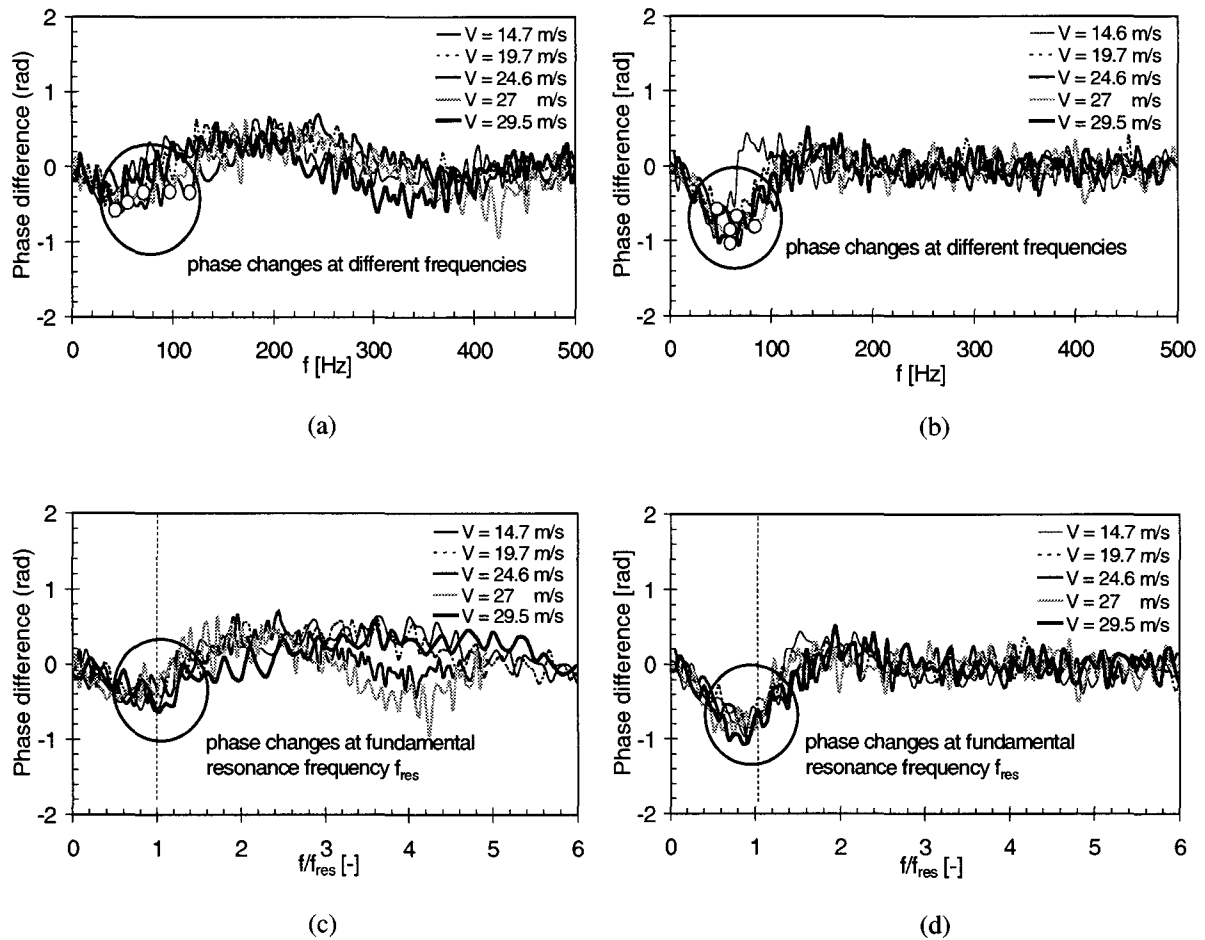 2
1
0
-1
-2
Phase difference (rad)
V = 14.7 m/s
V = 19.7 m/s
V = 24.6 m/s
V = 27 m/s
V = 29.5 m/s
phase changes at different frequencies
0 100 200 300 400 500
f [Hz]
(a)
2
1
0
-1
-2
Phase difference [rad]
V = 14.6 m/s
V = 19.7 m/s
V = 24.6 m/s
V = 27 m/s
V = 29.5 m/s
phase changes at different frequencies
0 100 200 300 400 500
f [Hz]
(b)
2
1
0
-1
-2
Phase difference (rad)
V = 14.7 m/s
V = 19.7 m/s
V = 24.6 m/s
V = 27 m/s
V = 29.5 m/s
phase changes at fundamental
resonance frequency fres
0 1 2 3 4 5 6
f/fres [-]
(c)
2
1
0
-1
-2
Phase difference [rad]
V = 14.7 m/s
V = 19.7 m/s
V = 24.6 m/s
V = 27 m/s
V = 29.5 m/s
phase changes at fundamental
resonance frequency fres
0 1 2 3 4 5 6
f/fres [-]
(d)